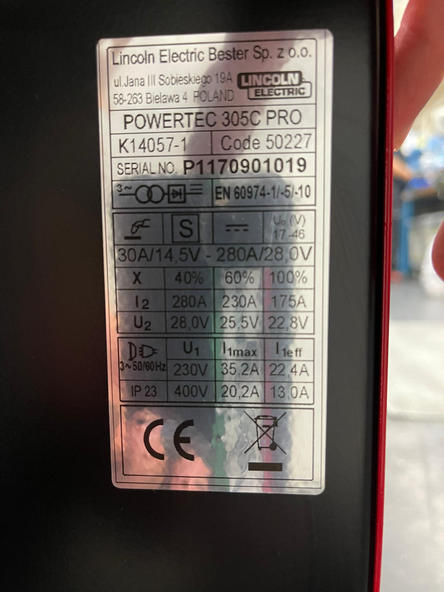 Lincoln Electric Bester Sp. z o.o.
ul.Jana III Sobieskiego 19A
58-263 Bielawa 4 POLAND
LINCOLN ELECTRIC
POWERTEC 305C PRO
K14057-1 Code 50227
SERIAL NO. P1170901019
3~ EN 60974-1/-5/-10
S U₀ (V) 17-46
30A/14,5V - 280A/28,0V
X 40% 60% 100%
I2 280A 230A 175A
U2 28,0V 25,5V 22,8V
3~50/60Hz U1 I1max I1eff
230V 35,2A 22,4A
IP 23 400V 20,2A 13,0A
CE